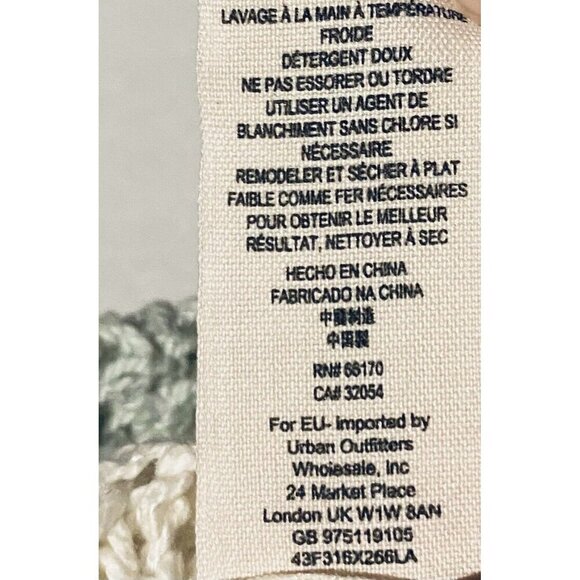 LAVAGE À LA MAIN À TEMPÉRATURE
FROIDE
DÉTERGENT DOUX
NE PAS ESSORER OU TORDRE
UTILISER UN AGENT DE
BLANCHIMENT SANS CHLORE SI
NÉCESSAIRE
REMODELER ET SÉCHER À PLAT
FAIBLE COMME FER NÉCESSAIRES
POUR OBTENIR LE MEILLEUR
RÉSULTAT, NETTOYER À SEC
HECHO EN CHINA
FABRICADO NA CHINA
中國制造
中国製
RN# 66170
CA# 32054
For EU- Imported by
Urban Outfitters
Wholesale, Inc
24 Market Place
London UK W1W 8AN
GB 975119105
43F316X266LA